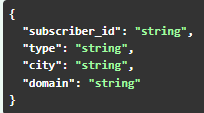 {
  "subscriber_id": "string",
  "type": "string",
  "city": "string",
  "domain": "string"
}